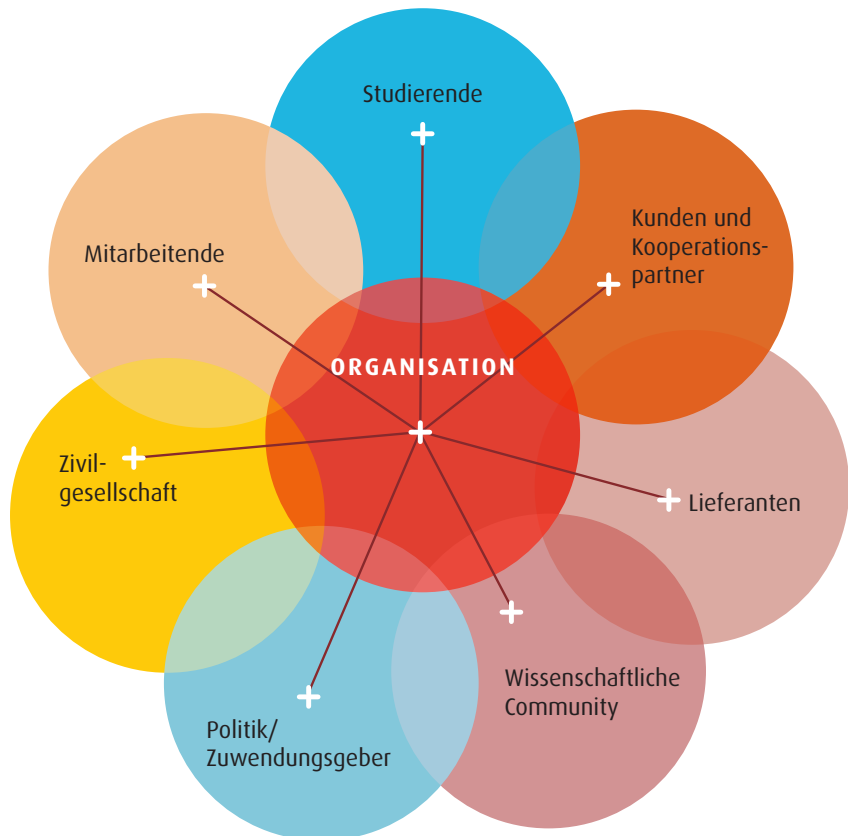 Studierende
Kunden und
Kooperations-
partner
Mitarbeitende
ORGANISATION
Zivil-
gesellschaft
Lieferanten
Wissenschaftliche
Community
Politik/
Zuwendungsgeber